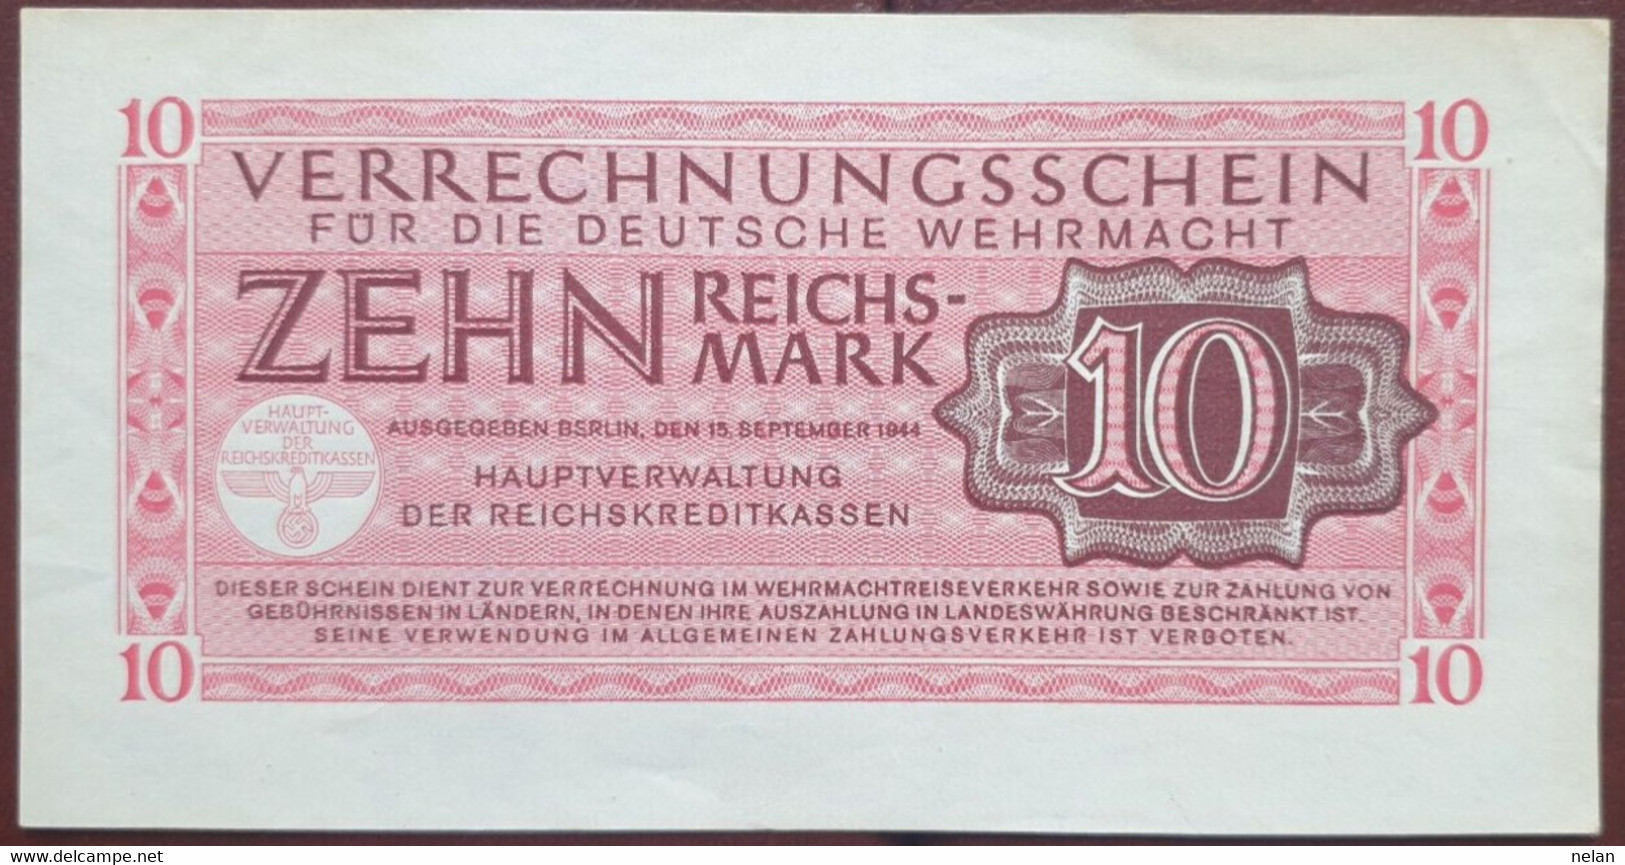 10 10
VERRECHNUNGSSCHEIN
FÜR DIE DEUTSCHE WEHRMACHT
ZEHN REICHS-
MARK
10
HAUPT-
VERWALTUNG
DER
REICHSKREDITKASSEN
AUSGEGEBEN BERLIN, DEN 15. SEPTEMBER 1944
HAUPTVERWALTUNG
DER REICHSKREDITKASSEN
DIESER SCHEIN DIENT ZUR VERRECHNUNG IM WEHRMACHTREISEVERKEHR SOWIE ZUR ZAHLUNG VON
GEBÜHRNISSEN IN LÄNDERN, IN DENEN IHRE AUSZAHLUNG IN LANDESWÄHRUNG BESCHRÄNKT IST.
SEINE VERWENDUNG IM ALLGEMEINEN ZAHLUNGSVERKEHR IST VERBOTEN.
10 10
delcampe.net
nelan